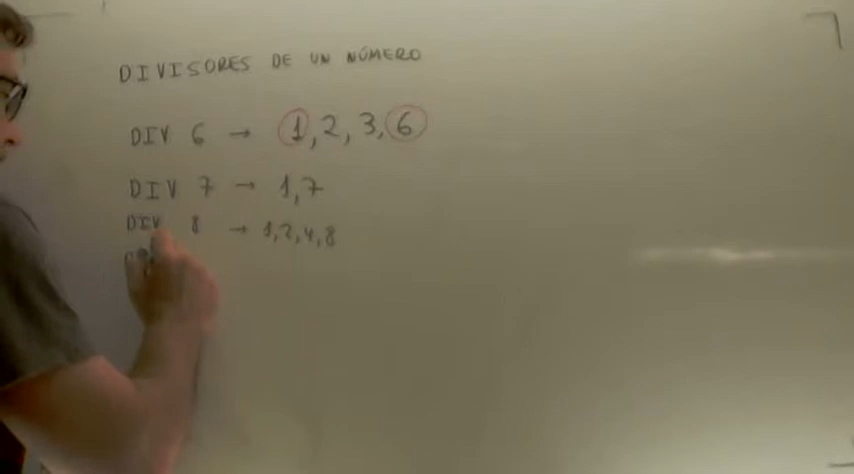 DIVISORES DE UN NÚMERO
DIV 6 → 1, 2, 3, 6
DIV 7 → 1, 7
DIV 8 → 1, 2, 4, 8